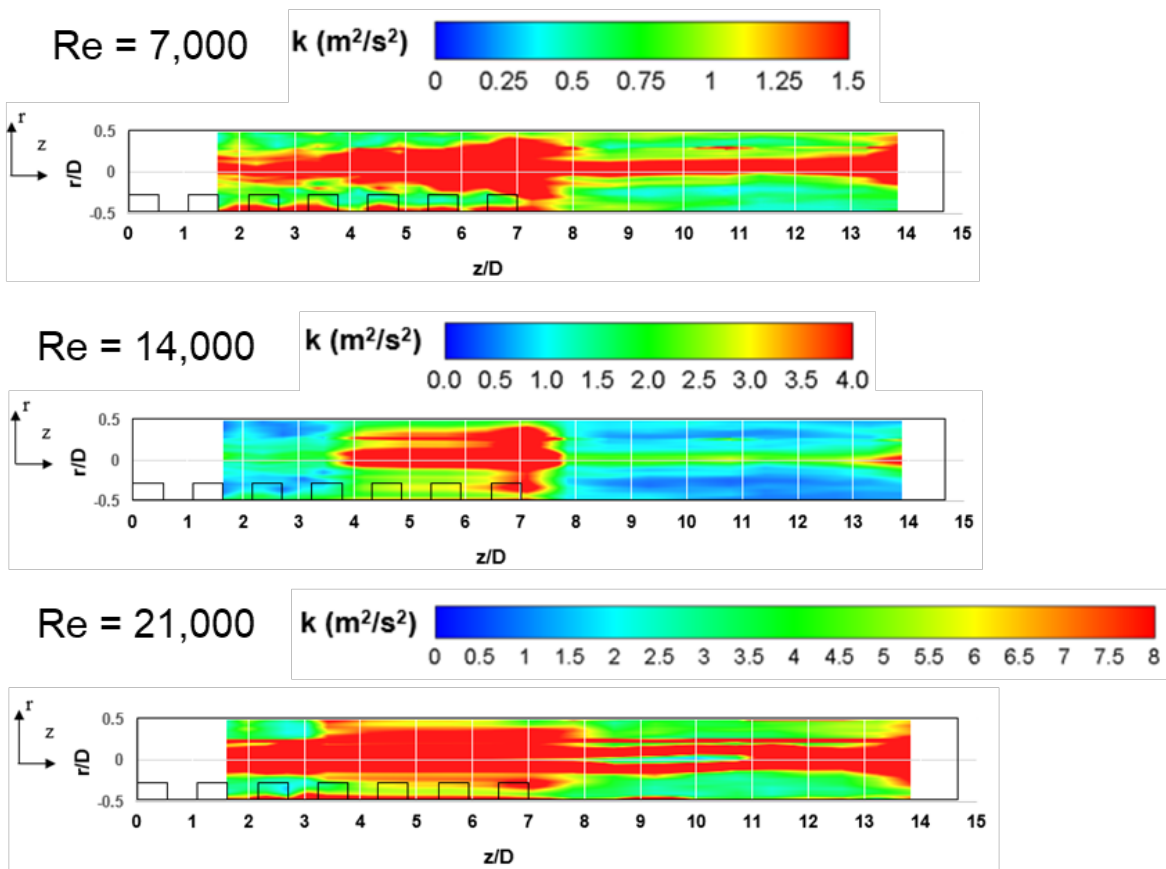 Re = 7,000
k (m²/s²)
0 0.25 0.5 0.75 1 1.25 1.5
r
z
r/D
0.5
0
-0.5
0 1 2 3 4 5 6 7 8 9 10 11 12 13 14 15
z/D
Re = 14,000
k (m²/s²)
0.0 0.5 1.0 1.5 2.0 2.5 3.0 3.5 4.0
r
z
r/D
0.5
0
-0.5
0 1 2 3 4 5 6 7 8 9 10 11 12 13 14 15
z/D
Re = 21,000
k (m²/s²)
0 0.5 1 1.5 2 2.5 3 3.5 4 4.5 5 5.5 6 6.5 7 7.5 8
r
z
r/D
0.5
0
-0.5
0 1 2 3 4 5 6 7 8 9 10 11 12 13 14 15
z/D